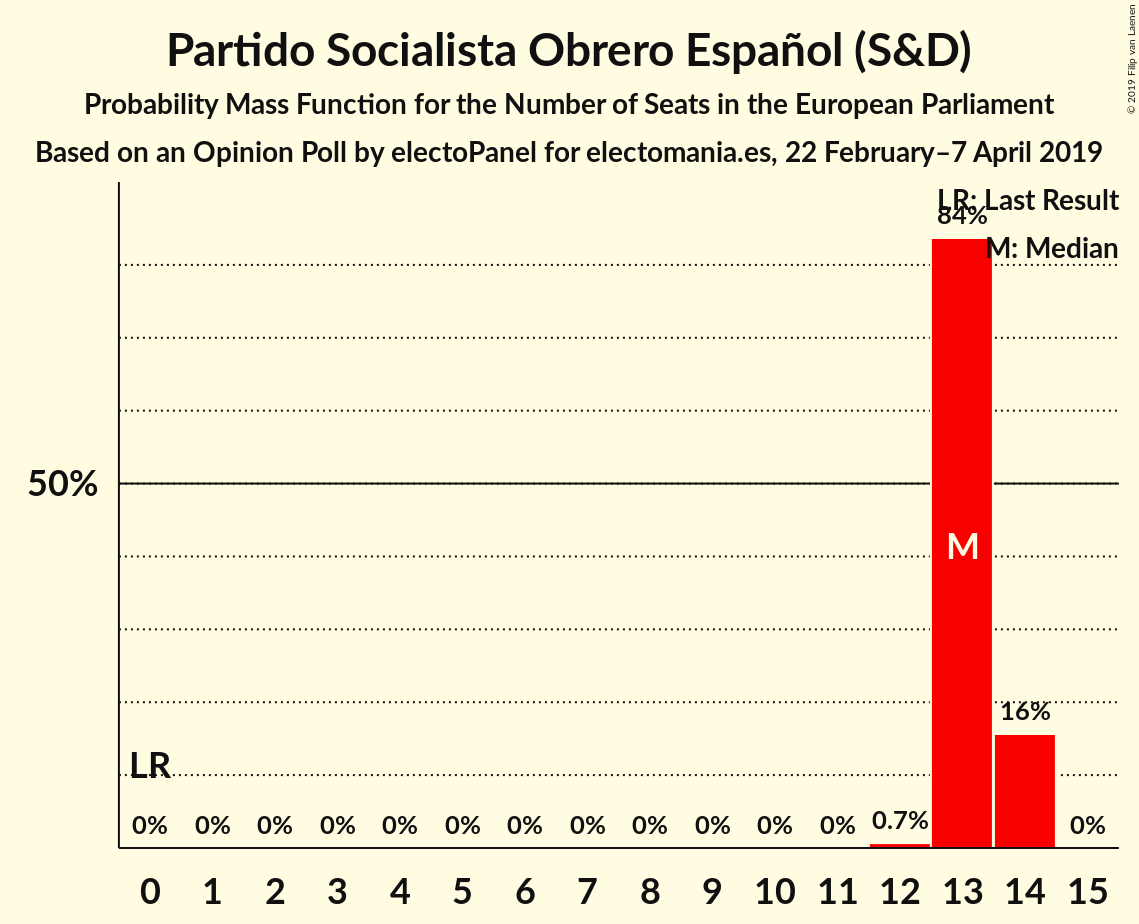 Partido Socialista Obrero Español (S&D)
Probability Mass Function for the Number of Seats in the European Parliament
Based on an Opinion Poll by electoPanel for electomania.es, 22 February–7 April 2019
© 2019 Filip van Laenen
LR: Last Result
84%
M: Median
50%
M
16%
LR
0% 0% 0% 0% 0% 0% 0% 0% 0% 0% 0% 0% 0.7% 0%
0 1 2 3 4 5 6 7 8 9 10 11 12 13 14 15